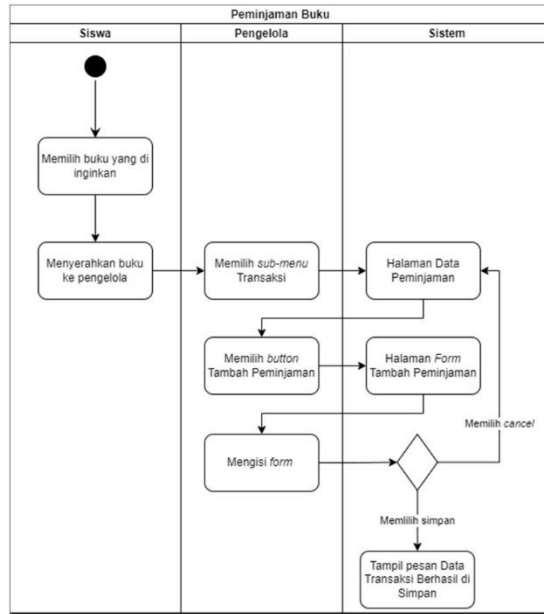 Peminjaman Buku
Siswa
Pengelola
Sistem
Memilih buku yang di
inginkan
Menyerahkan buku
ke pengelola
Memilih sub-menu
Transaksi
Halaman Data
Peminjaman
Memilih button
Tambah Peminjaman
Halaman Form
Tambah Peminjaman
Memilih cancel
Mengisi form
Memlilih simpan
Tampil pesan Data
Transaksi Berhasil di
Simpan